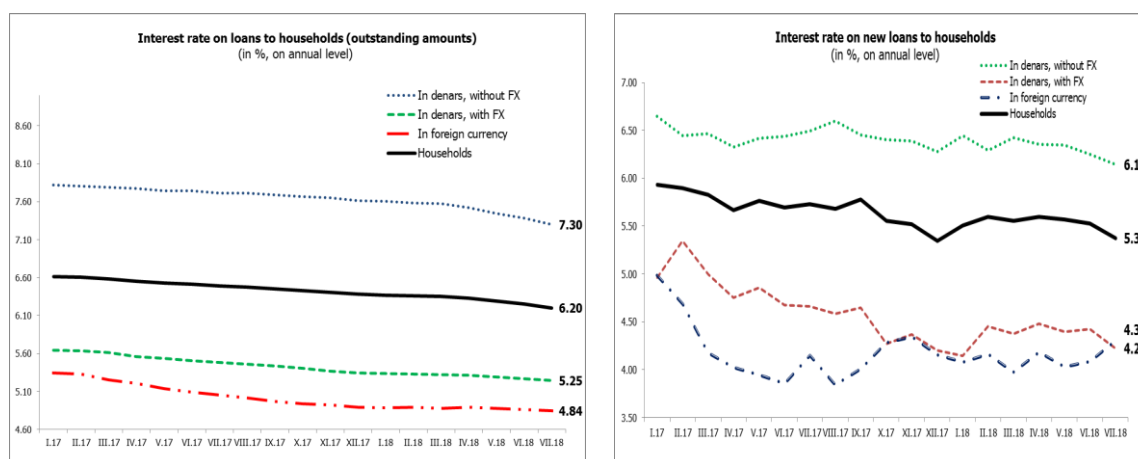 Interest rate on loans to households (outstanding amounts)
(in %, on annual level)
In denars, without FX
In denars, with FX
In foreign currency
Households
8.60
8.10
7.60
7.10
6.60
6.10
5.60
5.10
4.60
7.30
6.20
5.25
4.84
I.17 II.17 III.17 IV.17 V.17 VI.17 VII.17 VIII.17 IX.17 X.17 XI.17 XII.17 I.18 II.18 III.18 IV.18 V.18 VI.18 VII.18
Interest rate on new loans to households
(in %, on annual level)
In denars, without FX
In denars, with FX
In foreign currency
Households
7.00
6.50
6.00
5.50
5.00
4.50
4.00
3.50
6.1
5.3
4.3
4.2
I.17 II.17 III.17 IV.17 V.17 VI.17 VII.17 VIII.17 IX.17 X.17 XI.17 XII.17 I.18 II.18 III.18 IV.18 V.18 VI.18 VII.18